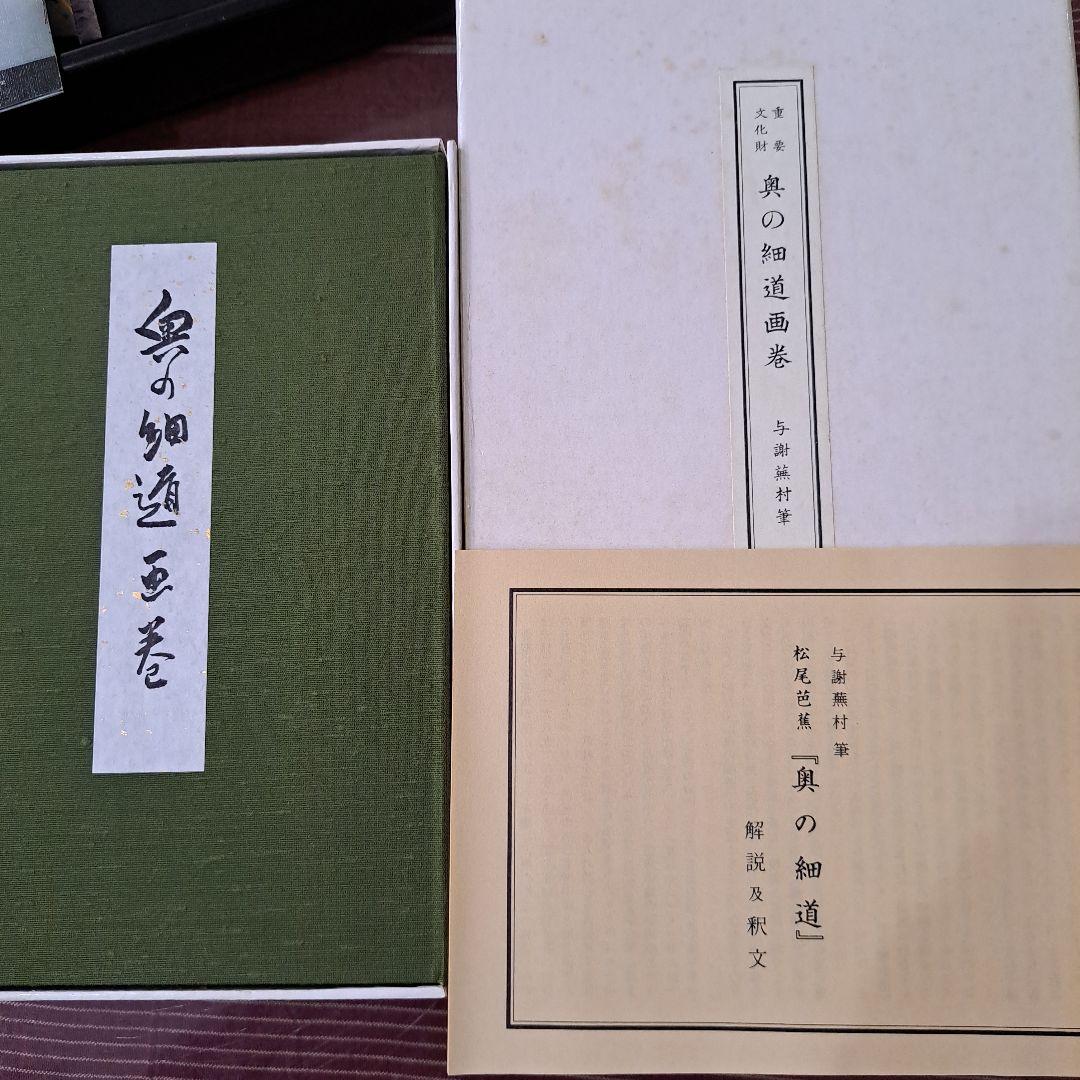 重要
文化財
奥の細道画巻
与謝蕪村筆
奥の細道画巻
与謝蕪村筆
松尾芭蕉『奥の細道』
解説及釈文